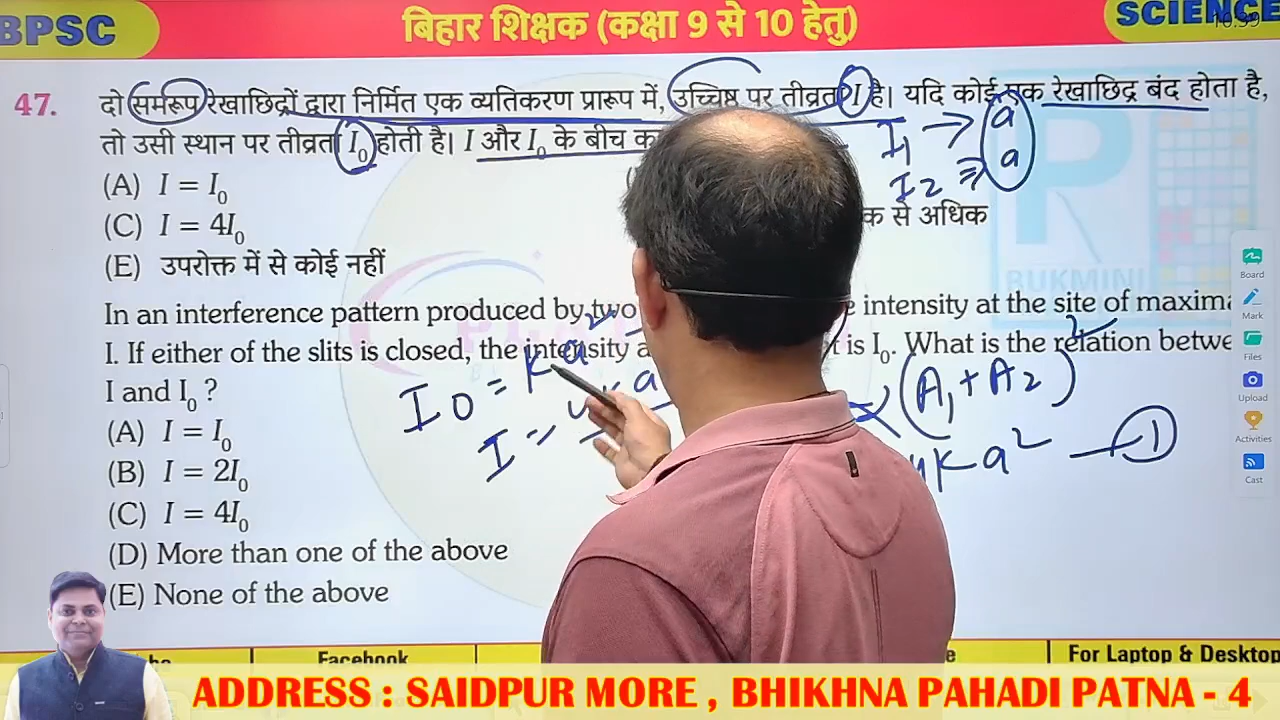 BPSC
बिहार शिक्षक (कक्षा 9 से 10 हेतु)
SCIENCE
10:39
47. दो समरूप रेखाछिद्रों द्वारा निर्मित एक व्यतिकरण प्रारूप में, उच्चिष्ठ पर तीव्रता I है। यदि कोई एक रेखाछिद्र बंद होता है,
तो उसी स्थान पर तीव्रता I₀ होती है। I और I₀ के बीच
I₁ → a
I₂ ⇒ a
(A) I = I₀
(C) I = 4I₀
से अधिक
(E) उपरोक्त में से कोई नहीं
RUKMINI
In an interference pattern produced by two intensity at the site of maxima
I. If either of the slits is closed, the intensity is I₀. What is the relation betwe
I and I₀ ?
I₀ = Ka²
(A₁ + A₂)²
I =
4Ka² — ①
(A) I = I₀
(B) I = 2I₀
(C) I = 4I₀
(D) More than one of the above
(E) None of the above
Board
Mark
Files
Upload
Activities
Cast
Facebook
For Laptop & Desktop
ADDRESS : SAIDPUR MORE , BHIKHNA PAHADI PATNA - 4